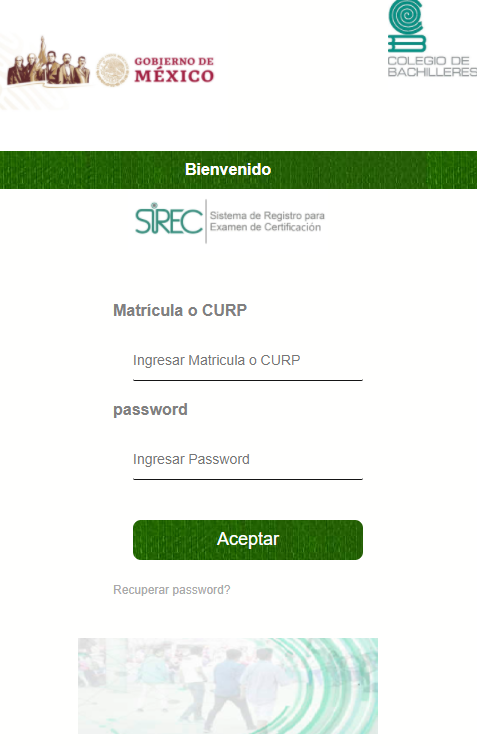 GOBIERNO DE
MÉXICO
COLEGIO DE
BACHILLERES
Bienvenido
SIREC
Sistema de Registro para
Examen de Certificación
Matrícula o CURP
Ingresar Matricula o CURP
password
Ingresar Password
Aceptar
Recuperar password?